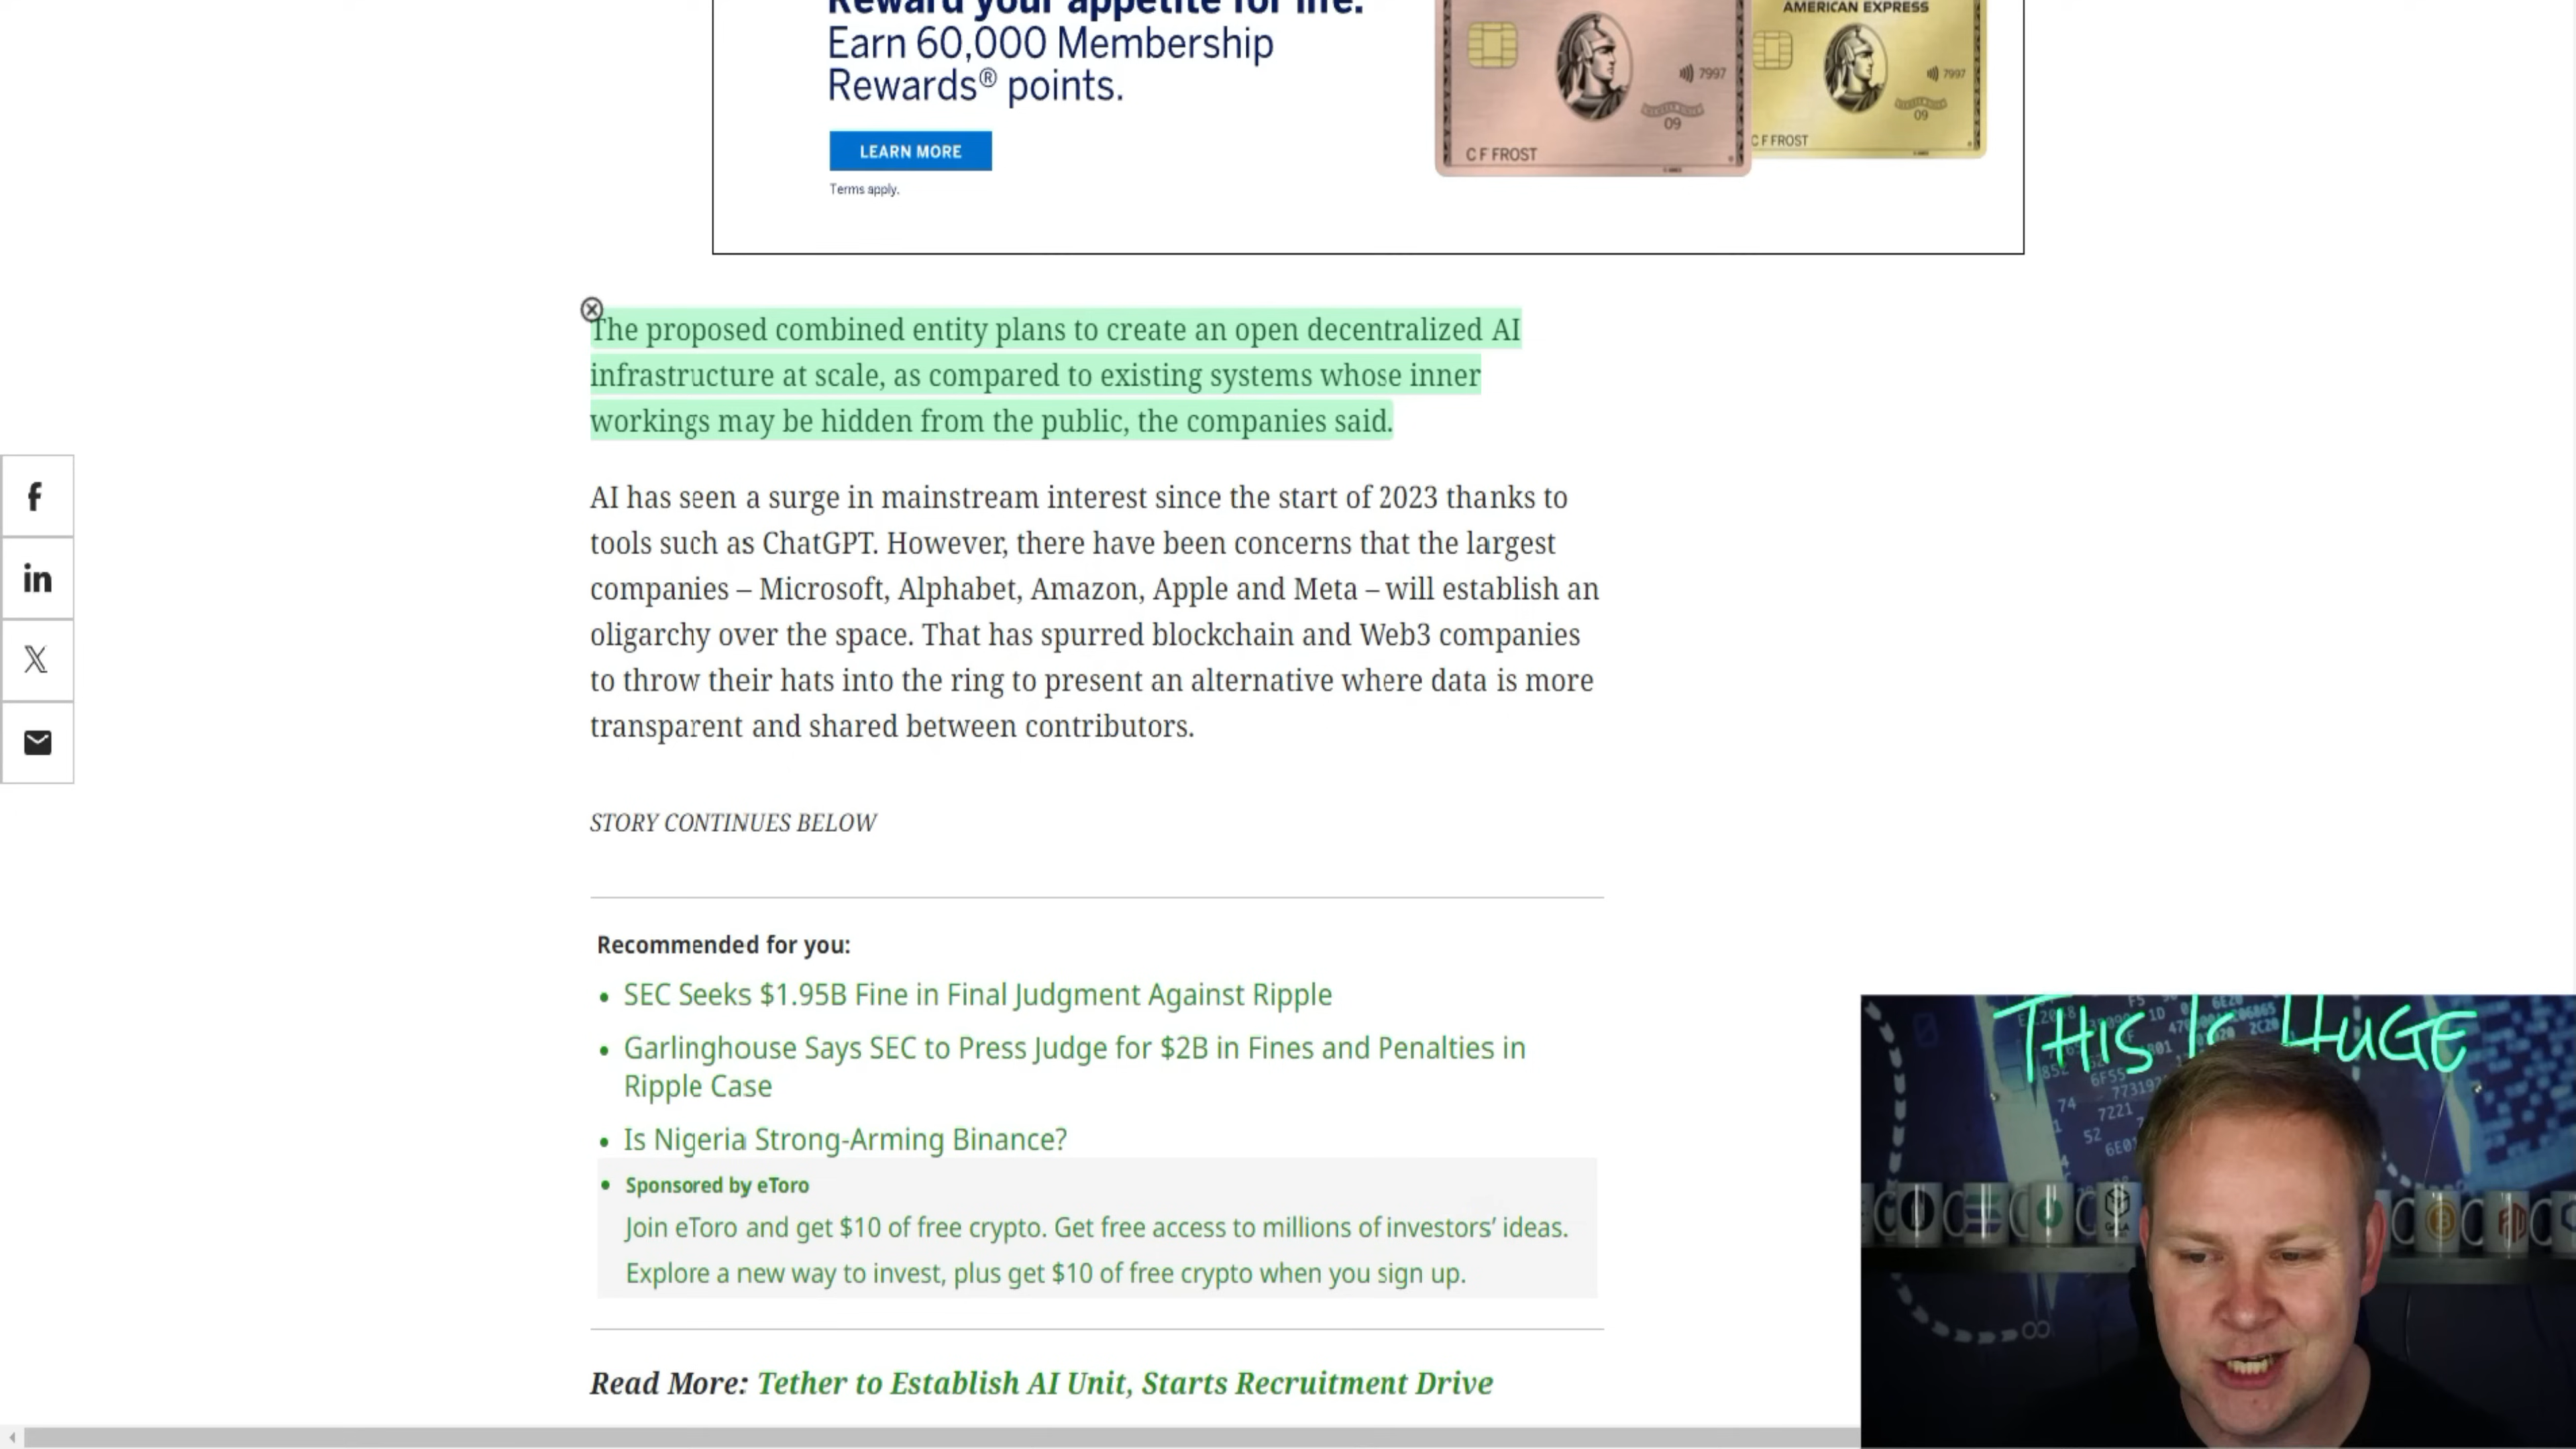 Reward your appetite for life.
Earn 60,000 Membership
Rewards® points.
LEARN MORE
Terms apply.
AMERICAN EXPRESS
7997
09
C F FROST
7997
09
C F FROST
The proposed combined entity plans to create an open decentralized AI
infrastructure at scale, as compared to existing systems whose inner
workings may be hidden from the public, the companies said.
AI has seen a surge in mainstream interest since the start of 2023 thanks to
tools such as ChatGPT. However, there have been concerns that the largest
companies – Microsoft, Alphabet, Amazon, Apple and Meta – will establish an
oligarchy over the space. That has spurred blockchain and Web3 companies
to throw their hats into the ring to present an alternative where data is more
transparent and shared between contributors.
STORY CONTINUES BELOW
Recommended for you:
• SEC Seeks $1.95B Fine in Final Judgment Against Ripple
• Garlinghouse Says SEC to Press Judge for $2B in Fines and Penalties in
Ripple Case
• Is Nigeria Strong-Arming Binance?
• Sponsored by eToro
Join eToro and get $10 of free crypto. Get free access to millions of investors’ ideas.
Explore a new way to invest, plus get $10 of free crypto when you sign up.
Read More: Tether to Establish AI Unit, Starts Recruitment Drive
THIS IS HUGE
6E20
2C20
6F55
74
7221
52